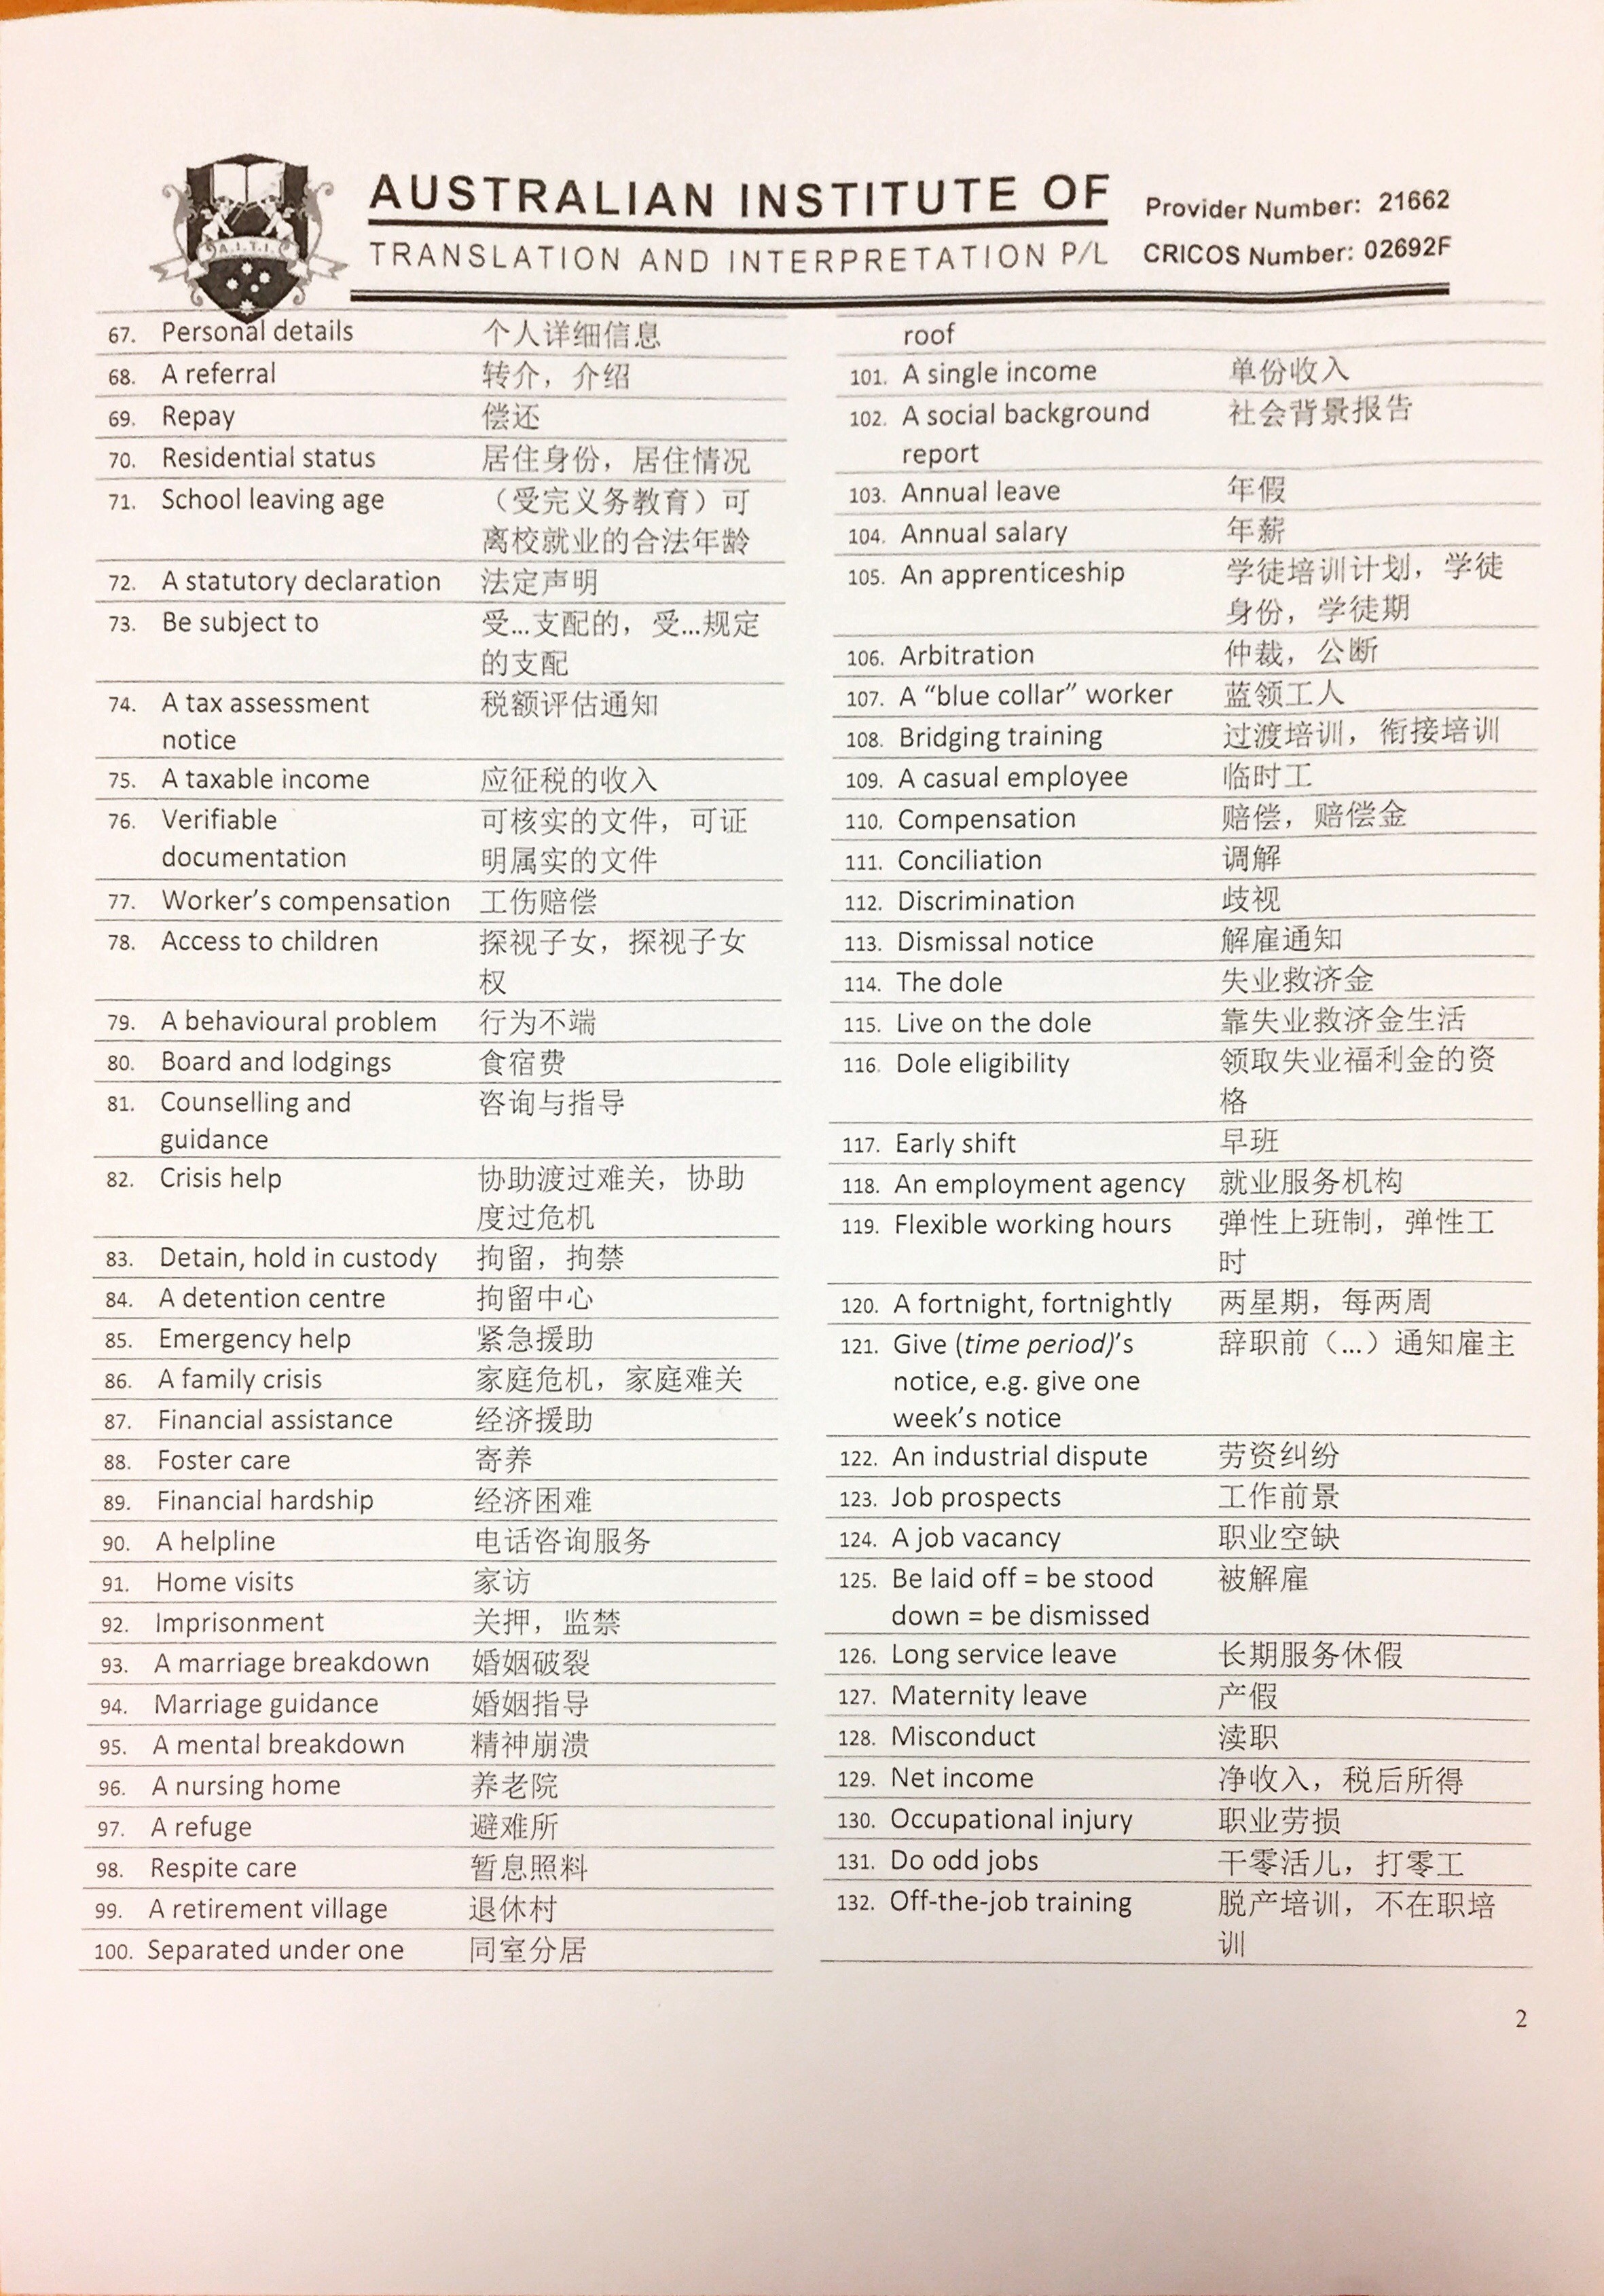 A.I.T.I.
AUSTRALIAN INSTITUTE OF
TRANSLATION AND INTERPRETATION P/L
Provider Number: 21662
CRICOS Number: 02692F
67. Personal details 个人详细信息
68. A referral 转介，介绍
69. Repay 偿还
70. Residential status 居住身份，居住情况
71. School leaving age （受完义务教育）可
离校就业的合法年龄
72. A statutory declaration 法定声明
73. Be subject to 受...支配的，受...规定
的支配
74. A tax assessment 税额评估通知
notice
75. A taxable income 应征税的收入
76. Verifiable 可核实的文件，可证
documentation 明属实的文件
77. Worker’s compensation 工伤赔偿
78. Access to children 探视子女，探视子女
权
79. A behavioural problem 行为不端
80. Board and lodgings 食宿费
81. Counselling and 咨询与指导
guidance
82. Crisis help 协助渡过难关，协助
度过危机
83. Detain, hold in custody 拘留，拘禁
84. A detention centre 拘留中心
85. Emergency help 紧急援助
86. A family crisis 家庭危机，家庭难关
87. Financial assistance 经济援助
88. Foster care 寄养
89. Financial hardship 经济困难
90. A helpline 电话咨询服务
91. Home visits 家访
92. Imprisonment 关押，监禁
93. A marriage breakdown 婚姻破裂
94. Marriage guidance 婚姻指导
95. A mental breakdown 精神崩溃
96. A nursing home 养老院
97. A refuge 避难所
98. Respite care 暂息照料
99. A retirement village 退休村
100. Separated under one 同室分居
roof
101. A single income 单份收入
102. A social background 社会背景报告
report
103. Annual leave 年假
104. Annual salary 年薪
105. An apprenticeship 学徒培训计划，学徒
身份，学徒期
106. Arbitration 仲裁，公断
107. A “blue collar” worker 蓝领工人
108. Bridging training 过渡培训，衔接培训
109. A casual employee 临时工
110. Compensation 赔偿，赔偿金
111. Conciliation 调解
112. Discrimination 歧视
113. Dismissal notice 解雇通知
114. The dole 失业救济金
115. Live on the dole 靠失业救济金生活
116. Dole eligibility 领取失业福利金的资
格
117. Early shift 早班
118. An employment agency 就业服务机构
119. Flexible working hours 弹性上班制，弹性工
时
120. A fortnight, fortnightly 两星期，每两周
121. Give (time period)’s 辞职前（...）通知雇主
notice, e.g. give one
week’s notice
122. An industrial dispute 劳资纠纷
123. Job prospects 工作前景
124. A job vacancy 职业空缺
125. Be laid off = be stood 被解雇
down = be dismissed
126. Long service leave 长期服务休假
127. Maternity leave 产假
128. Misconduct 渎职
129. Net income 净收入，税后所得
130. Occupational injury 职业劳损
131. Do odd jobs 干零活儿，打零工
132. Off-the-job training 脱产培训，不在职培
训
2